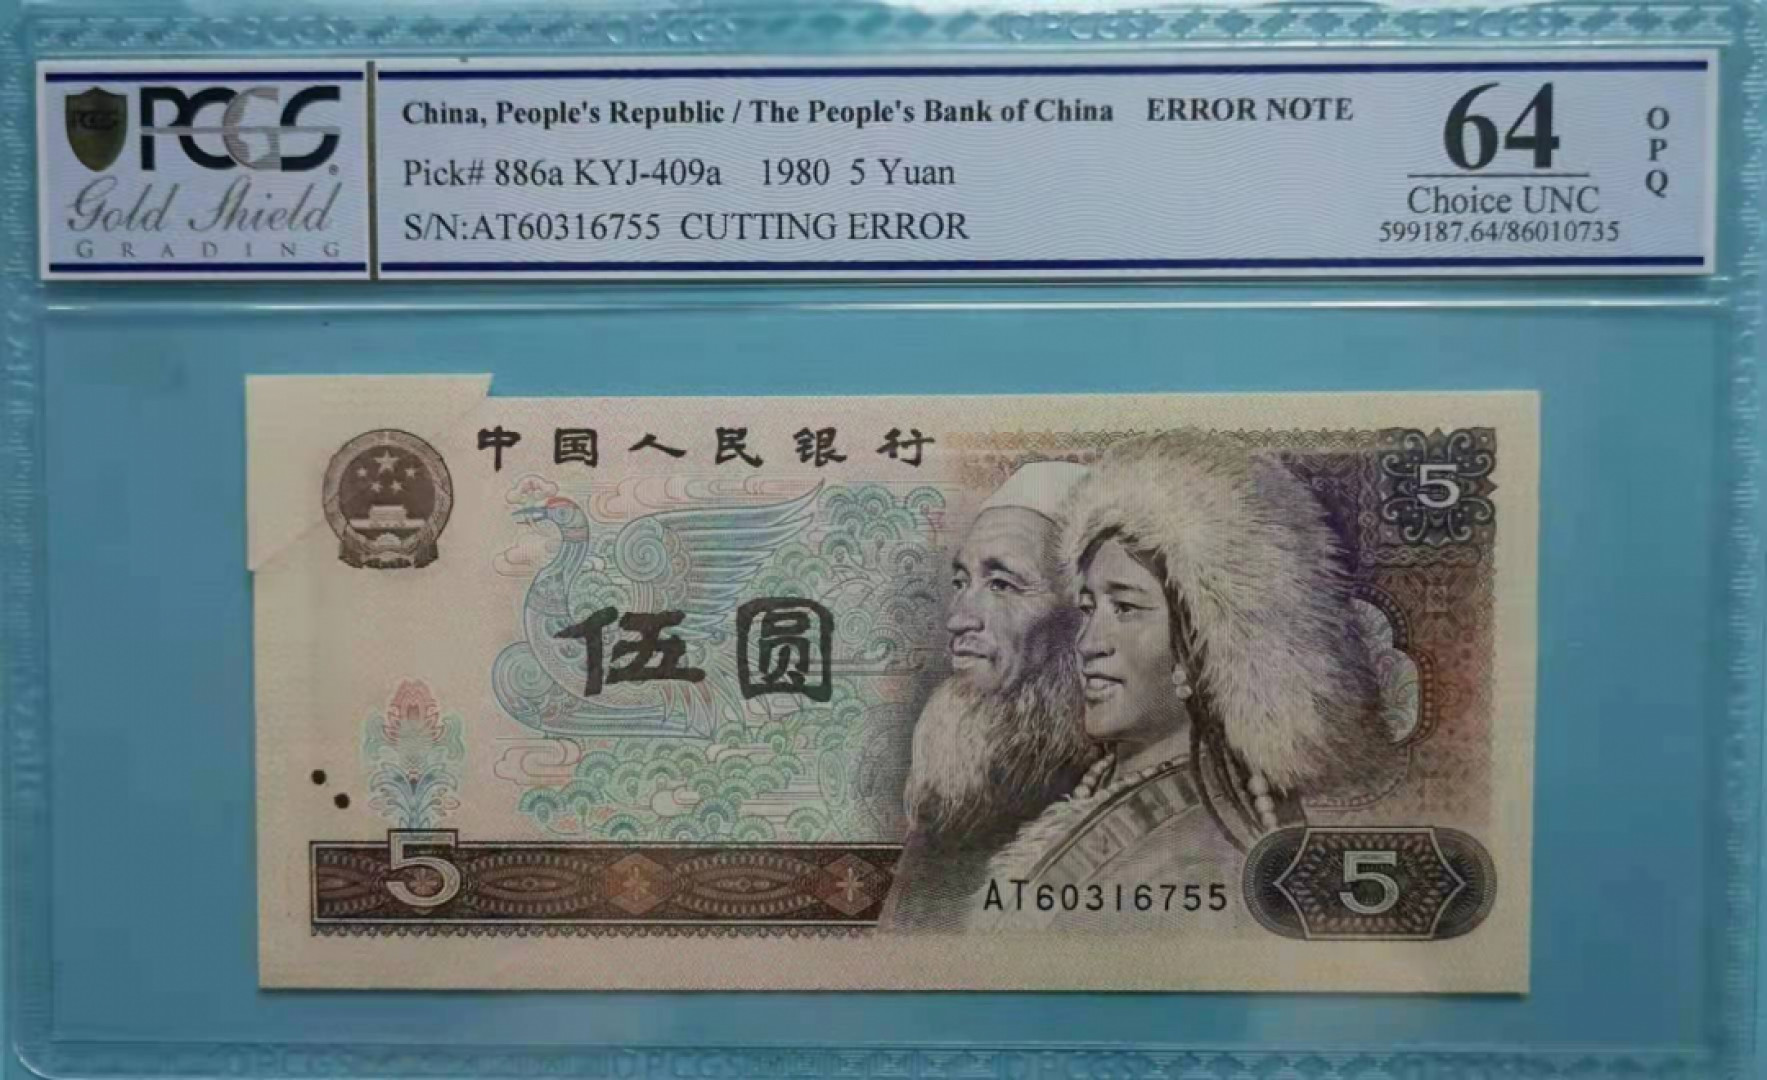 PCGS
Gold Shield
GRADING
China, People's Republic / The People's Bank of China ERROR NOTE
Pick# 886a KYJ-409a 1980 5 Yuan
S/N:AT60316755 CUTTING ERROR
64
Choice UNC
599187.64/86010735
OPQ
中国人民银行
5
伍圆
5
AT60316755
5